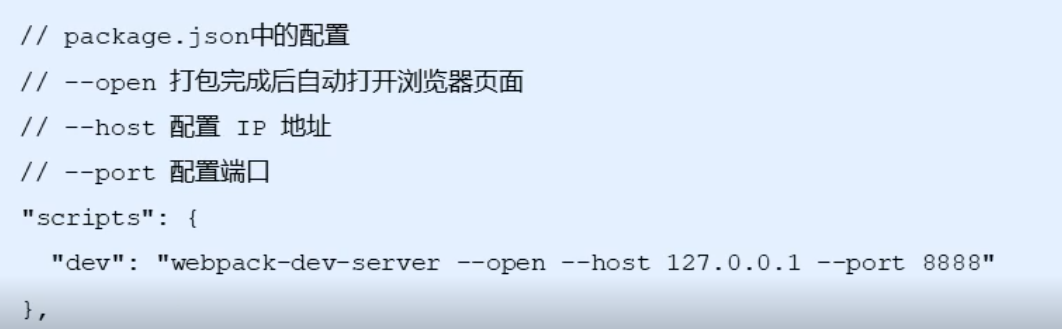 // package.json中的配置
// --open 打包完成后自动打开浏览器页面
// --host 配置 IP 地址
// --port 配置端口
"scripts": {
"dev": "webpack-dev-server --open --host 127.0.0.1 --port 8888"
},